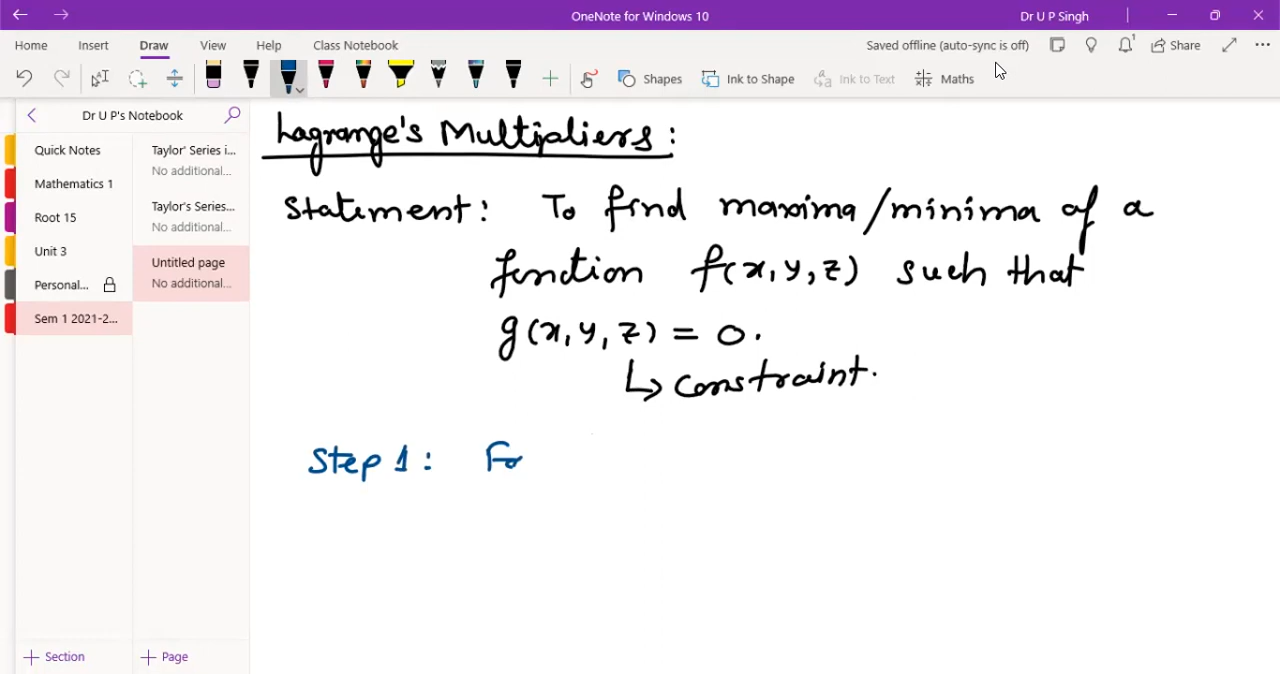 OneNote for Windows 10
Dr U P Singh
Home Insert Draw View Help Class Notebook
Saved offline (auto-sync is off)
1
Share
Shapes
Ink to Shape
Ink to Text
Maths
Dr U P's Notebook
Quick Notes
Mathematics 1
Root 15
Unit 3
Personal...
Sem 1 2021-2...
Section
Taylor' Series i...
No additional...
Taylor's Series...
No additional...
Untitled page
No additional...
Page
Lagrange's Multipliers :
Statement : To find maxima/minima of a
function f(x, y, z) such that
g(x, y, z) = 0.
↳ constraint.
Step 1 : Fo